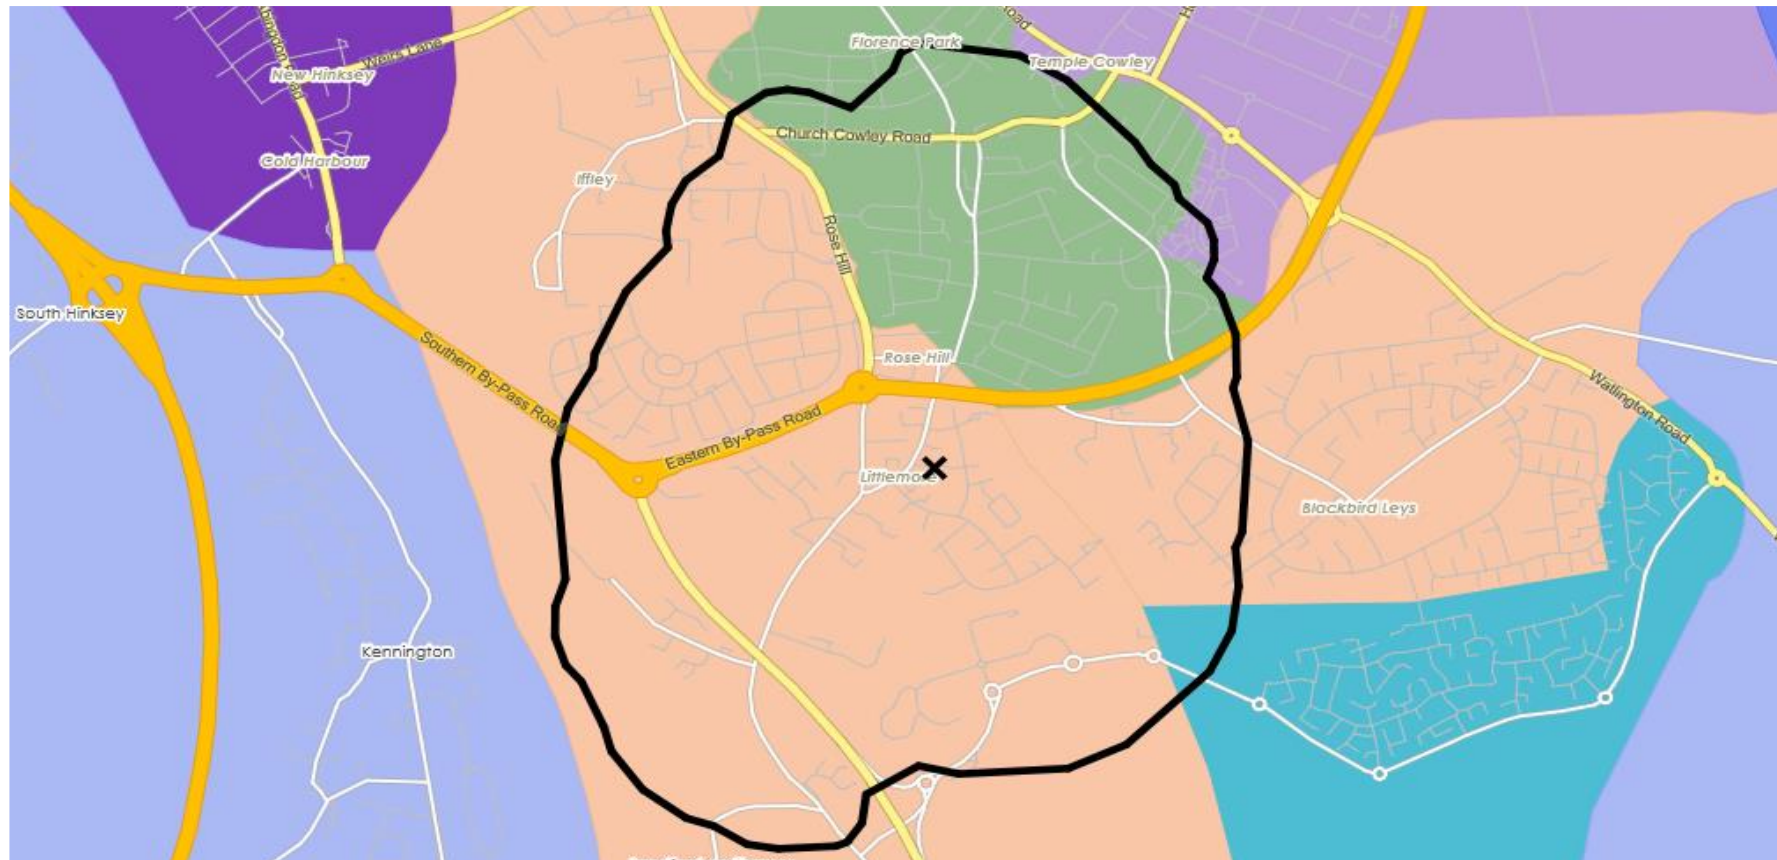 Florence Park
Temple Cowley
Weirs Lane
New Hinksey
Church Cowley Road
Cold Harbour
Iffley
Rose Hill
South Hinksey
Southern By-Pass Road
Rose Hill
Watlington Road
Eastern By-Pass Road
Littlemore
Blackbird Leys
Kennington